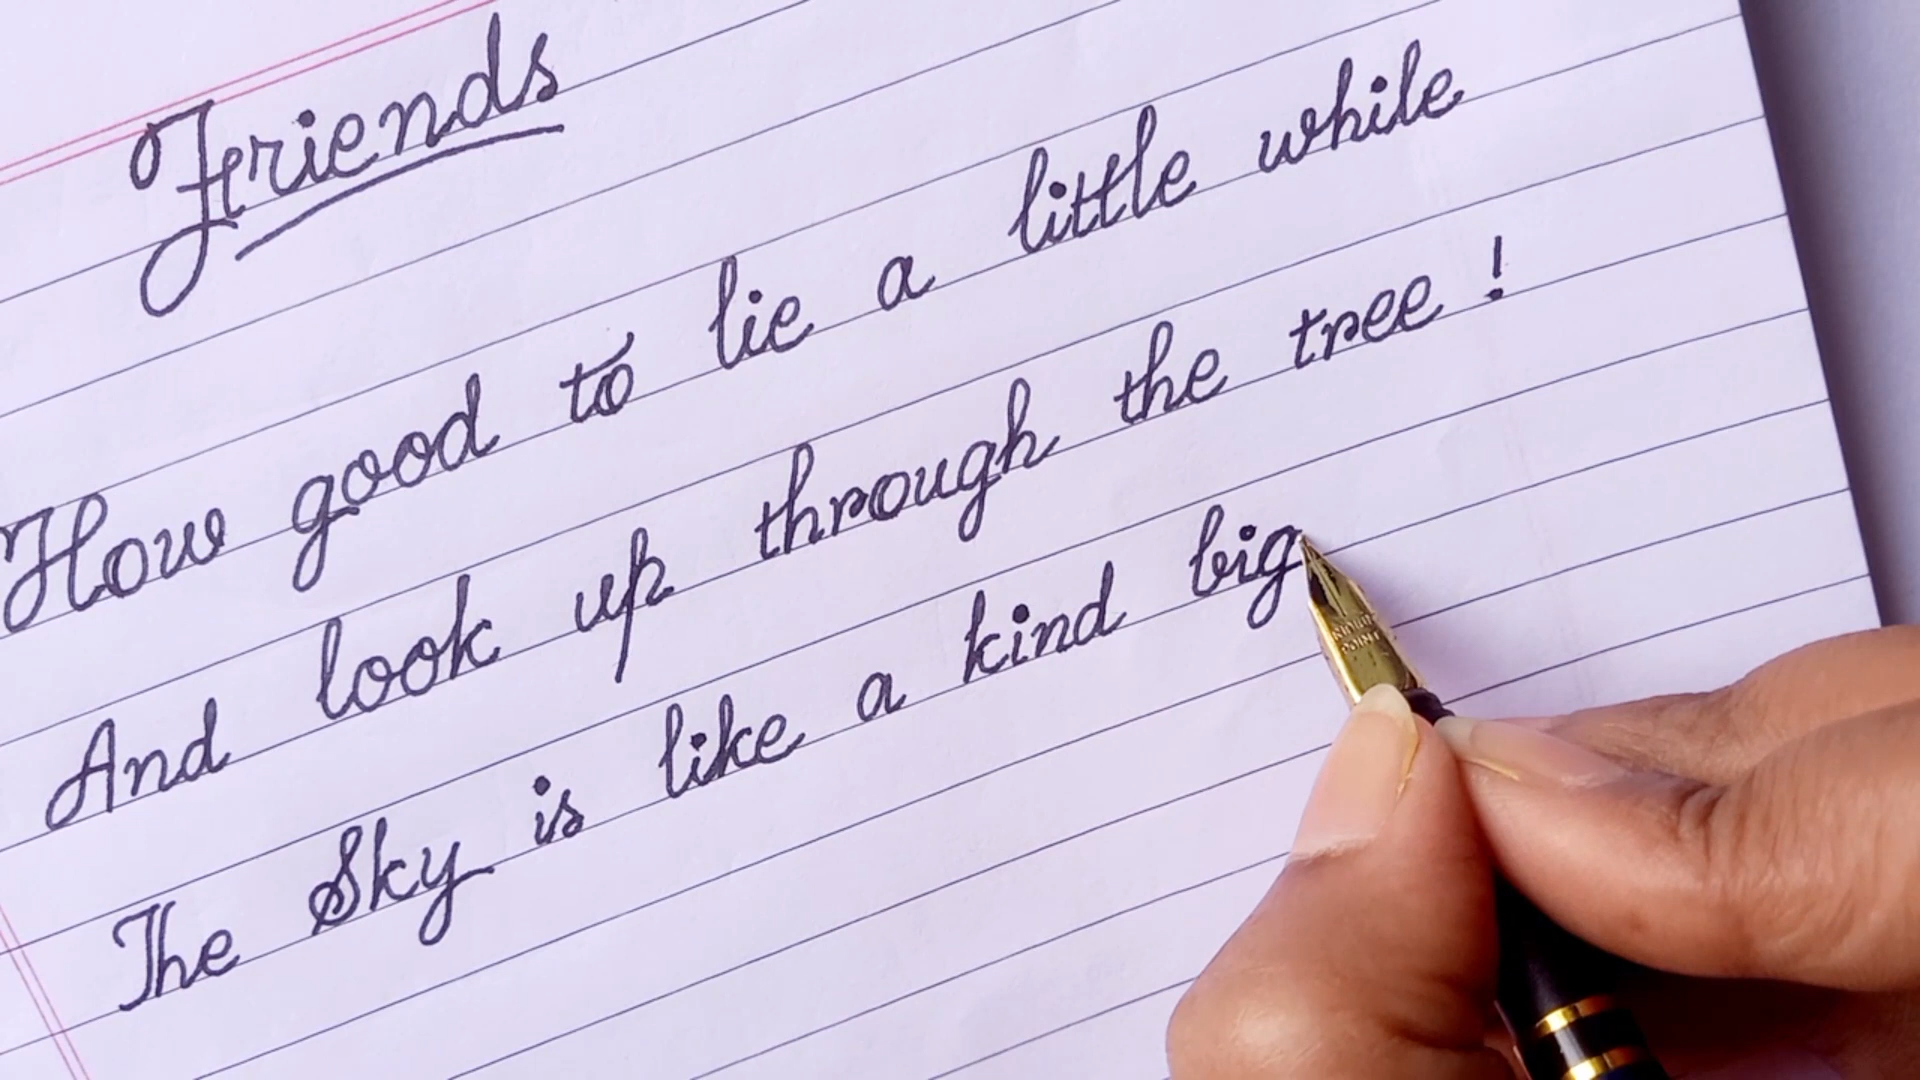 Friends
How good to lie a little while
And look up through the tree!
The Sky is like a kind big